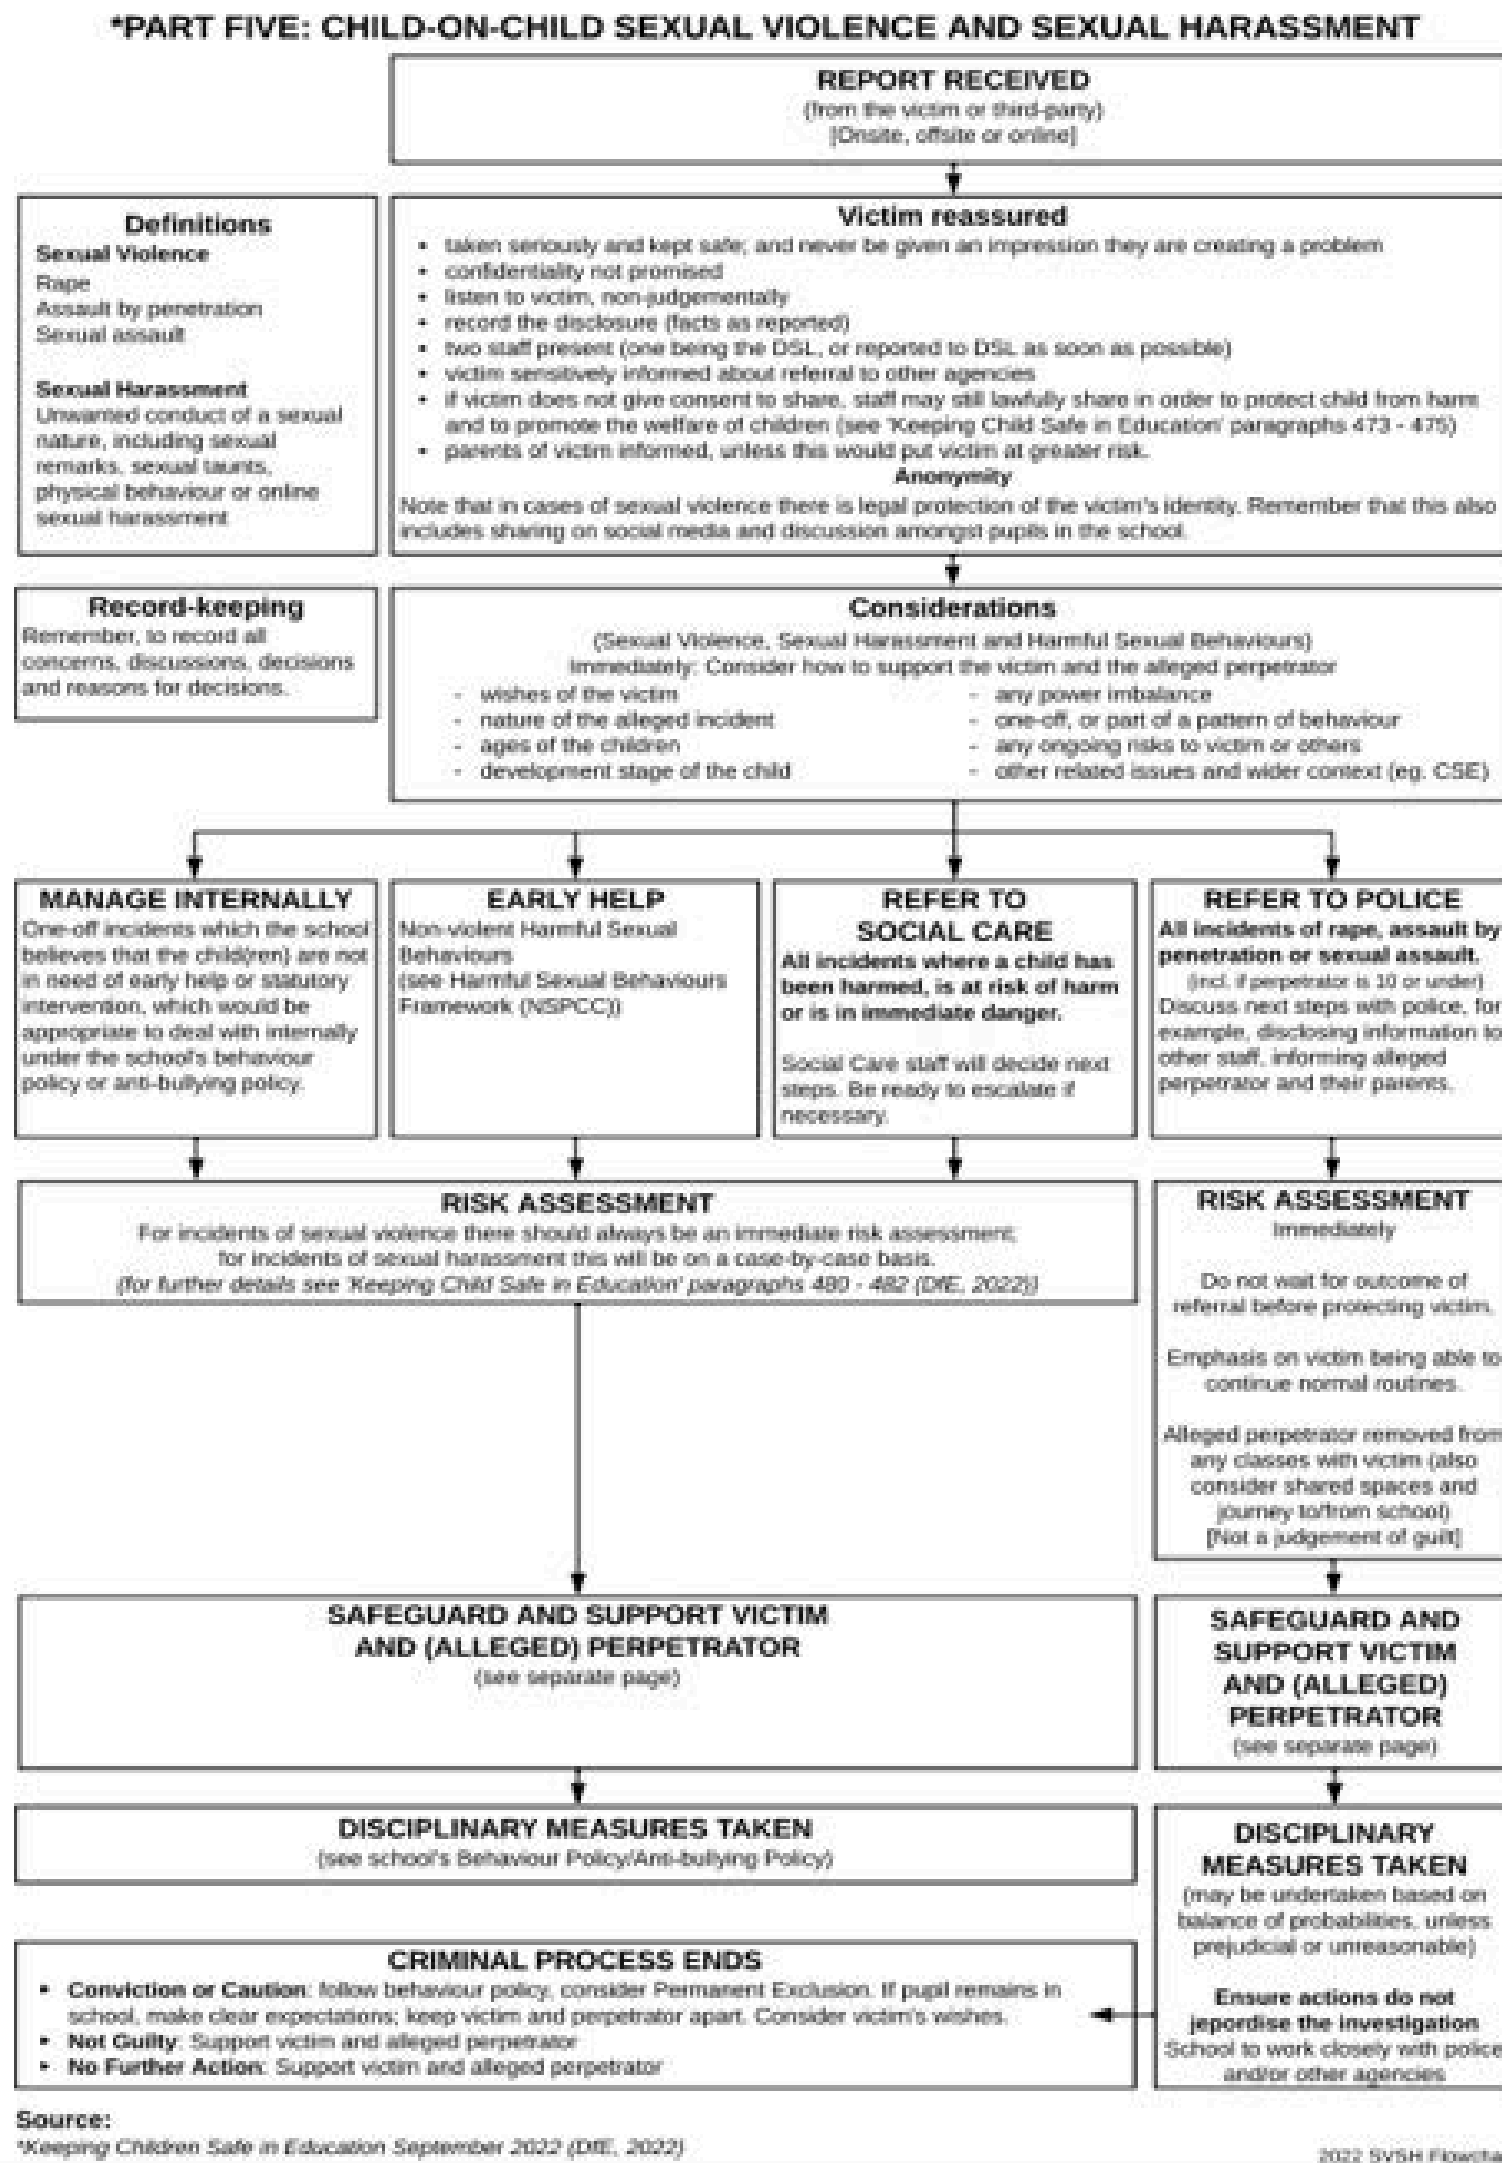 *PART FIVE: CHILD-ON-CHILD SEXUAL VIOLENCE AND SEXUAL HARASSMENT
REPORT RECEIVED
(from the victim or third-party)
[Onsite, offsite or online]
Definitions
Sexual Violence
Rape
Assault by penetration
Sexual assault
Sexual Harassment
Unwanted conduct of a sexual
nature, including sexual
remarks, sexual taunts,
physical behaviour or online
sexual harassment
Victim reassured
• taken seriously and kept safe; and never be given an impression they are creating a problem
• confidentiality not promised
• listen to victim, non-judgementally
• record the disclosure (facts as reported)
• two staff present (one being the DSL, or reported to DSL as soon as possible)
• victim sensitively informed about referral to other agencies
• if victim does not give consent to share, staff may still lawfully share in order to protect child from harm
and to promote the welfare of children (see 'Keeping Child Safe in Education' paragraphs 473 - 475)
• parents of victim informed, unless this would put victim at greater risk.
Anonymity
Note that in cases of sexual violence there is legal protection of the victim's identity. Remember that this also
includes sharing on social media and discussion amongst pupils in the school.
Record-keeping
Remember, to record all
concerns, discussions, decisions
and reasons for decisions.
Considerations
(Sexual Violence, Sexual Harassment and Harmful Sexual Behaviours)
Immediately: Consider how to support the victim and the alleged perpetrator
- wishes of the victim
- nature of the alleged incident
- ages of the children
- development stage of the child
- any power imbalance
- one-off, or part of a pattern of behaviour
- any ongoing risks to victim or others
- other related issues and wider context (eg. CSE)
MANAGE INTERNALLY
One-off incidents which the school
believes that the child(ren) are not
in need of early help or statutory
intervention, which would be
appropriate to deal with internally
under the school's behaviour
policy or anti-bullying policy.
EARLY HELP
Non-violent Harmful Sexual
Behaviours
(see Harmful Sexual Behaviours
Framework (NSPCC))
REFER TO
SOCIAL CARE
All incidents where a child has
been harmed, is at risk of harm
or is in immediate danger.
Social Care staff will decide next
steps. Be ready to escalate if
necessary.
REFER TO POLICE
All incidents of rape, assault by
penetration or sexual assault.
(incl. if perpetrator is 10 or under)
Discuss next steps with police, for
example, disclosing information to
other staff, informing alleged
perpetrator and their parents.
RISK ASSESSMENT
For incidents of sexual violence there should always be an immediate risk assessment;
for incidents of sexual harassment this will be on a case-by-case basis.
(for further details see 'Keeping Child Safe in Education' paragraphs 480 - 482 (DfE, 2022))
RISK ASSESSMENT
Immediately
Do not wait for outcome of
referral before protecting victim.
Emphasis on victim being able to
continue normal routines.
Alleged perpetrator removed from
any classes with victim (also
consider shared spaces and
journey to/from school)
[Not a judgement of guilt]
SAFEGUARD AND SUPPORT VICTIM
AND (ALLEGED) PERPETRATOR
(see separate page)
SAFEGUARD AND
SUPPORT VICTIM
AND (ALLEGED)
PERPETRATOR
(see separate page)
DISCIPLINARY MEASURES TAKEN
(see school's Behaviour Policy/Anti-bullying Policy)
DISCIPLINARY
MEASURES TAKEN
(may be undertaken based on
balance of probabilities, unless
prejudicial or unreasonable)
Ensure actions do not
jepordise the investigation
School to work closely with police
and/or other agencies
CRIMINAL PROCESS ENDS
• Conviction or Caution: follow behaviour policy, consider Permanent Exclusion. If pupil remains in
school, make clear expectations; keep victim and perpetrator apart. Consider victim's wishes.
• Not Guilty: Support victim and alleged perpetrator
• No Further Action: Support victim and alleged perpetrator
Source:
*Keeping Children Safe in Education September 2022 (DfE, 2022)
2022 SVSH Flowcha